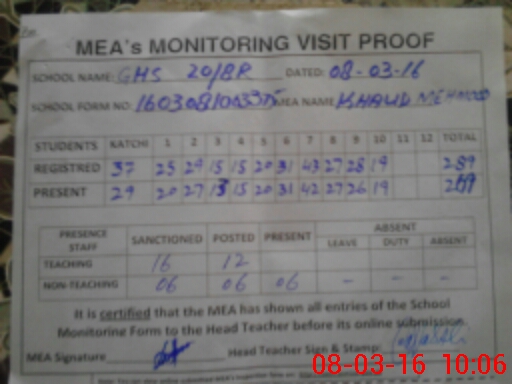 MEA's MONITORING VISIT PROOF
SCHOOL NAME: GHS 20/BR DATED: 08-03-16
SCHOOL FORM NO: MEA NAME KHALID MEHMOOD
STUDENTS KATCHI 1 2 3 4 5 6 7 8 9 10 11 12 TOTAL
REGISTRED 37 25 29 15 15 20 31 43 27 28 19 289
PRESENT 29 20 27 13 15 20 31 42 27 26 19 269
PRESENCE STAFF SANCTIONED POSTED PRESENT ABSENT
LEAVE DUTY ABSENT
TEACHING 16 12
NON-TEACHING 06 06 06 - - -
It is certified that the MEA has shown all entries of the School
Monitoring Form to the Head Teacher before its online submission.
MEA Signature Head Teacher Sign & Stamp:
08-03-16 10:06